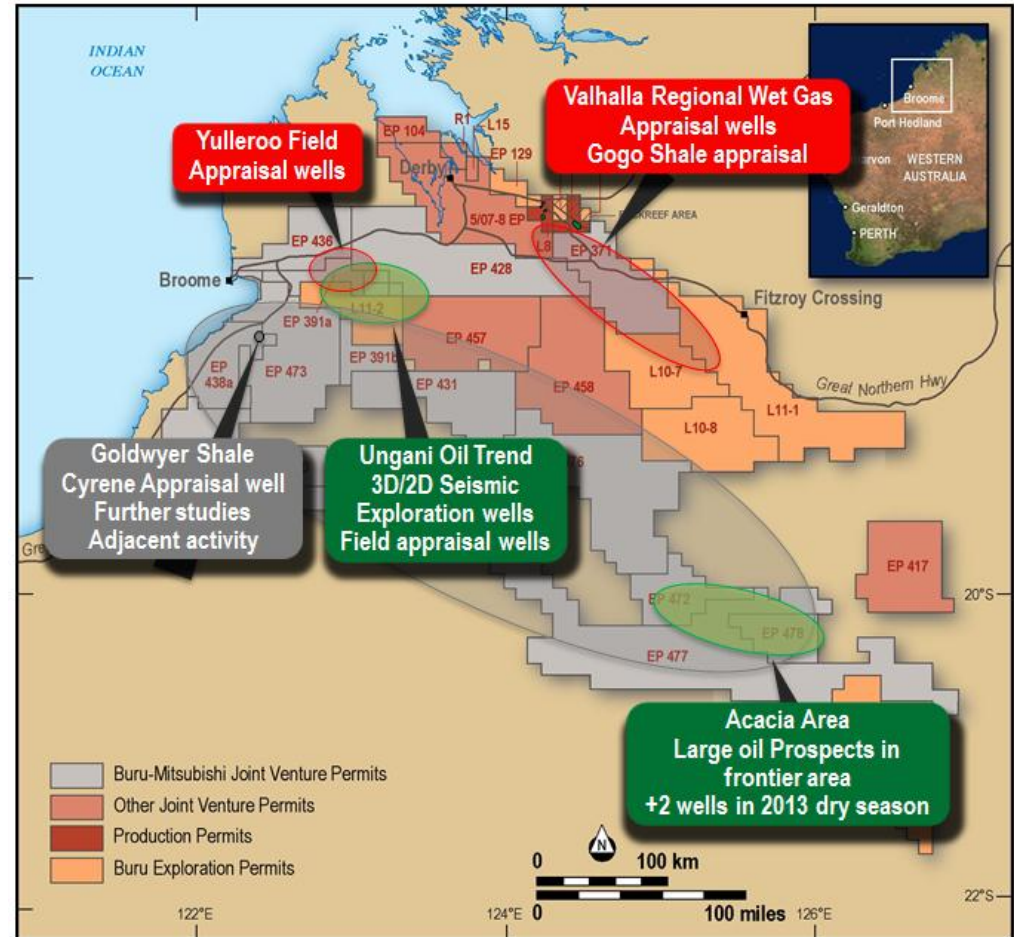 INDIAN
OCEAN
Yulleroo Field
Appraisal wells
Valhalla Regional Wet Gas
Appraisal wells
Gogo Shale appraisal
Broome
Port Hedland
WESTERN
AUSTRALIA
Geraldton
PERTH
EP 104
R1
L15
EP 129
Derby
5/07-8 EP
L8
EP 371
EP 436
EP 428
Broome
Fitzroy Crossing
L11-2
EP 391a
EP 457
EP 391b
EP
438a
EP 473
EP 431
EP 458
L10-7
L10-8
L11-1
Great Northern Hwy
Goldwyer Shale
Cyrene Appraisal well
Further studies
Adjacent activity
Ungani Oil Trend
3D/2D Seismic
Exploration wells
Field appraisal wells
EP 417
20°S
EP 472
EP 478
EP 477
Acacia Area
Large oil Prospects in
frontier area
+2 wells in 2013 dry season
Buru-Mitsubishi Joint Venture Permits
Other Joint Venture Permits
Production Permits
Buru Exploration Permits
N
0 100 km
0 100 miles
22°S
122°E
124°E
126°E